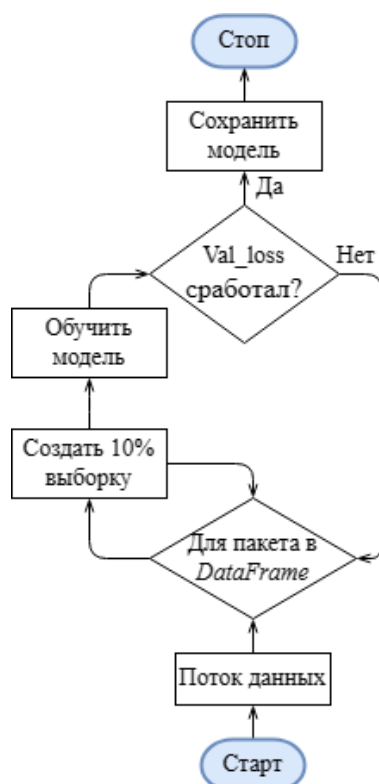 Стоп
Сохранить
модель
Да
Val_loss
сработал?
Нет
Обучить
модель
Создать 10%
выборку
Для пакета в
DataFrame
Поток данных
Старт